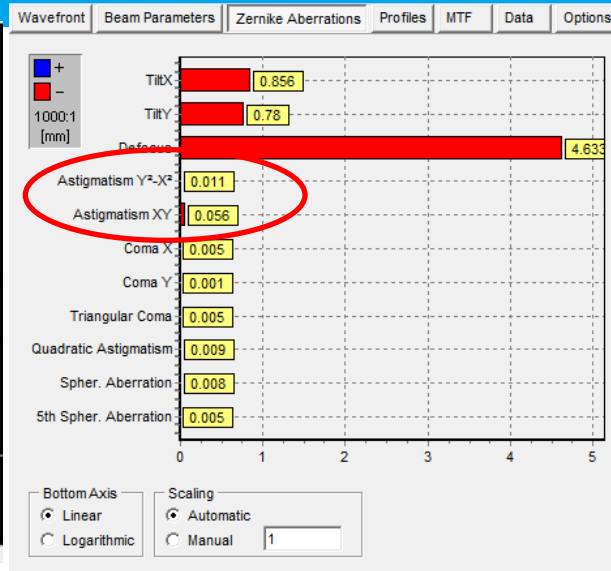 Wavefront Beam Parameters Zernike Aberrations Profiles MTF Data Options
+
-
1000:1
[mm]
TiltX 0.856
TiltY 0.78
Defocus 4.633
Astigmatism Y²-X² 0.011
Astigmatism XY 0.056
Coma X 0.005
Coma Y 0.001
Triangular Coma 0.005
Quadratic Astigmatism 0.009
Spher. Aberration 0.008
5th Spher. Aberration 0.005
0 1 2 3 4 5
Bottom Axis Scaling
Linear Automatic
Logarithmic Manual 1